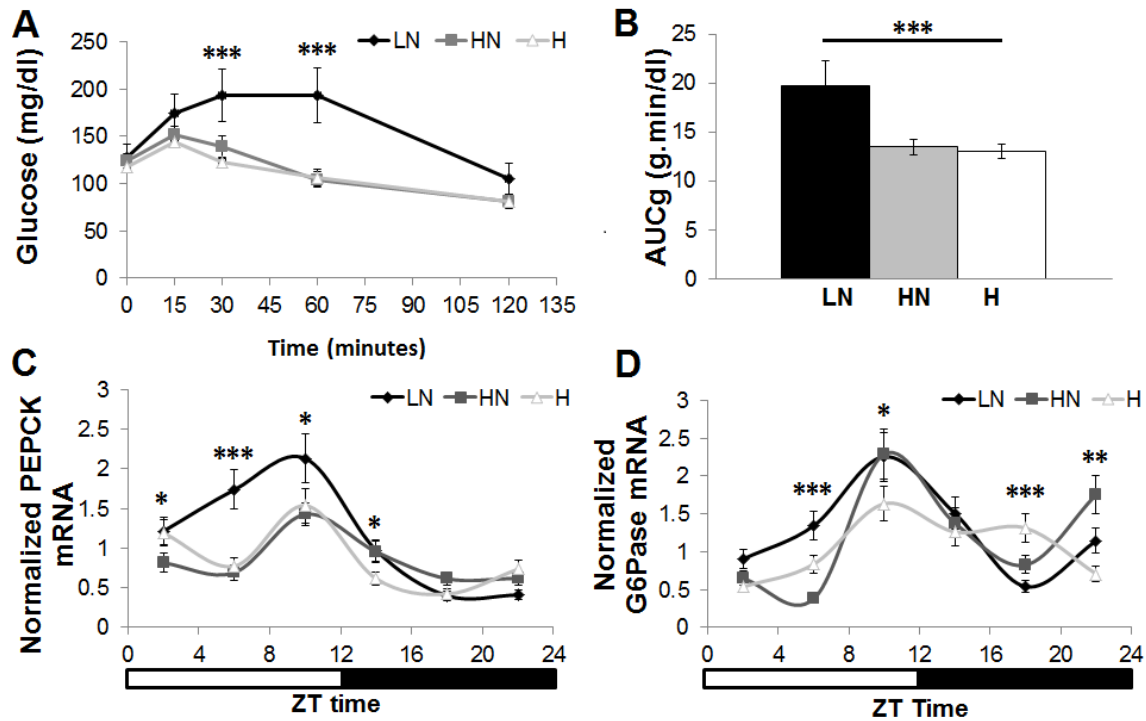 A
LN HN H
Glucose (mg/dl)
250
200
150
100
50
0
*** ***
0 15 30 45 60 75 90 105 120 135
Time (minutes)
B
***
AUCg (g.min/dl)
25
20
15
10
5
0
LN HN H
C
LN HN H
Normalized PEPCK
mRNA
3
2.5
2
1.5
1
0.5
0
* *** * *
0 4 8 12 16 20 24
ZT time
D
LN HN H
Normalized
G6Pase mRNA
3
2.5
2
1.5
1
0.5
0
*** * *** **
0 4 8 12 16 20 24
ZT Time